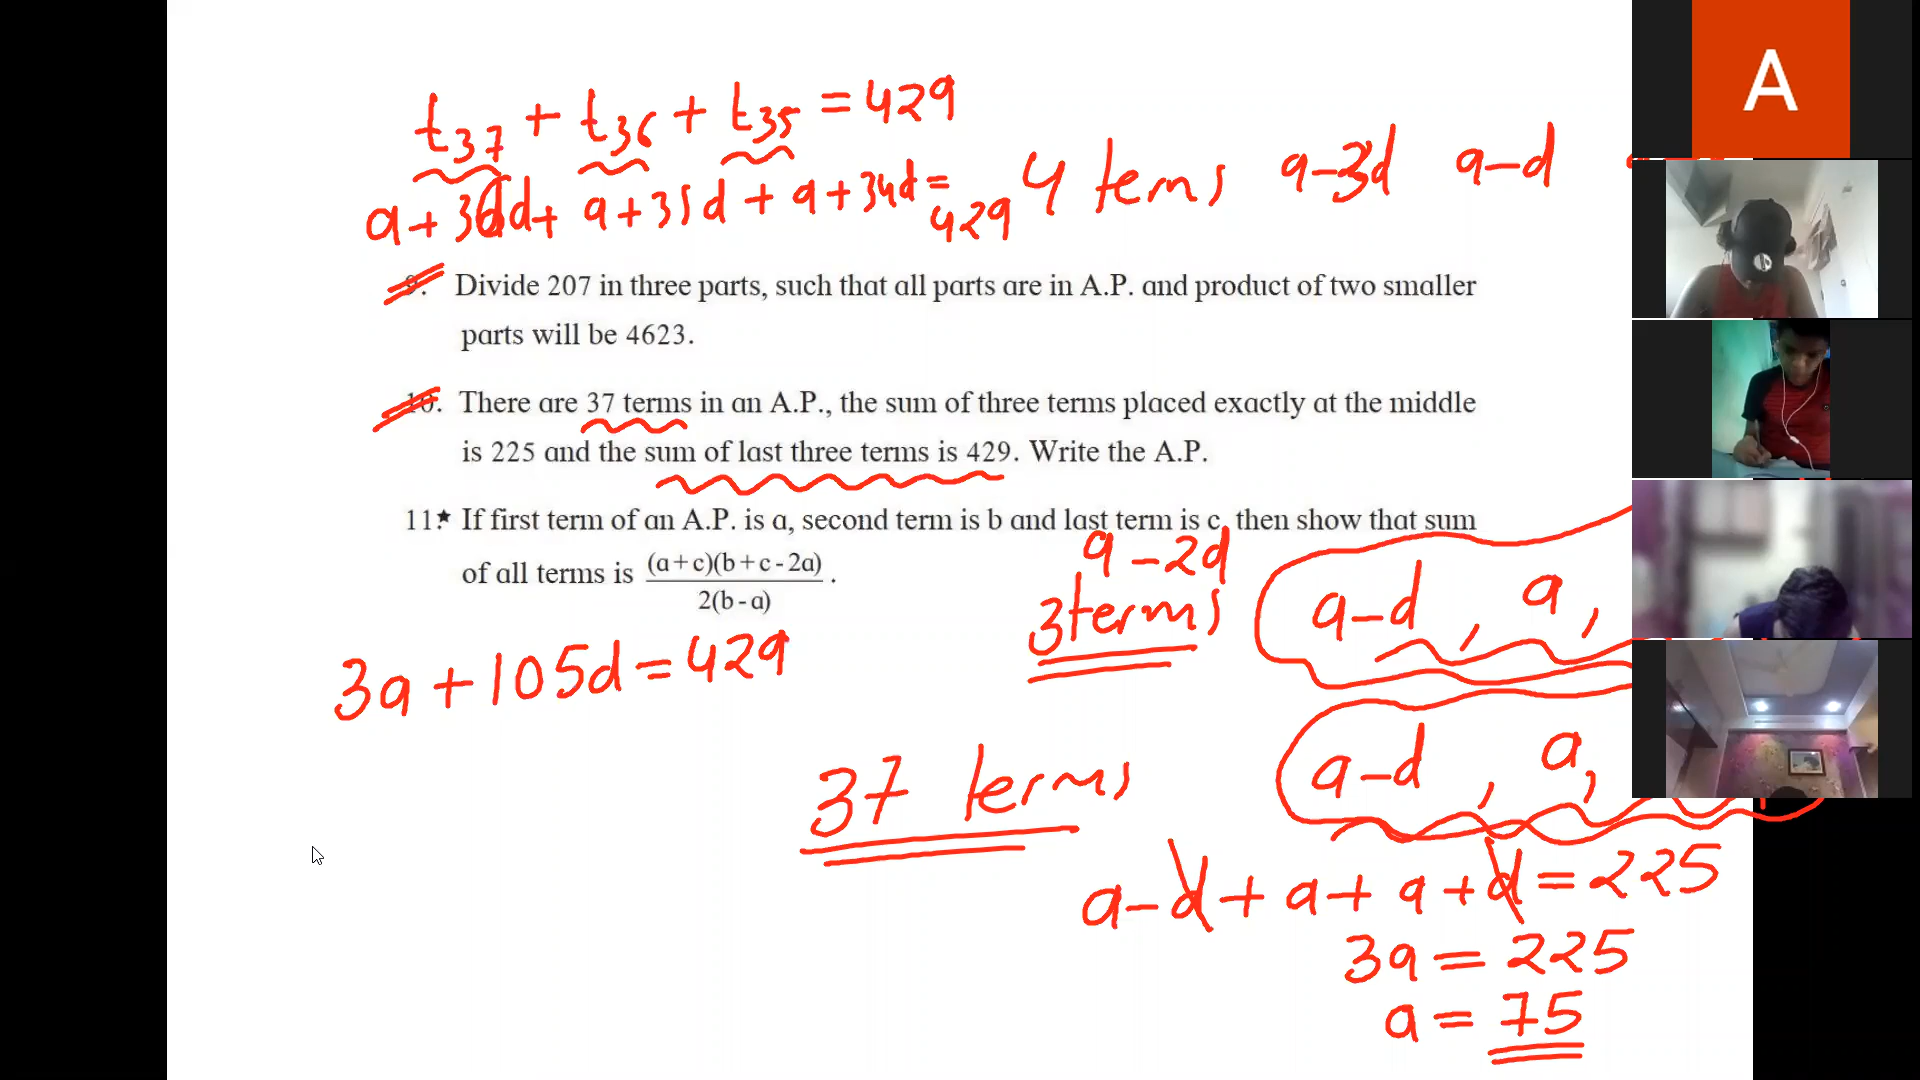 t37 + t36 + t35 = 429
a+36d+ a+35d + a+34d = 429
4 terms a-3d a-d
9. Divide 207 in three parts, such that all parts are in A.P. and product of two smaller
parts will be 4623.
10. There are 37 terms in an A.P., the sum of three terms placed exactly at the middle
is 225 and the sum of last three terms is 429. Write the A.P.
11.★ If first term of an A.P. is a, second term is b and last term is c, then show that sum
of all terms is (a+c)(b+c-2a)
2(b-a) .
a-2d
3 terms a-d, a,
3a + 105d = 429
37 terms a-d, a,
a-d + a + a +d = 225
3a = 225
a = 75
A